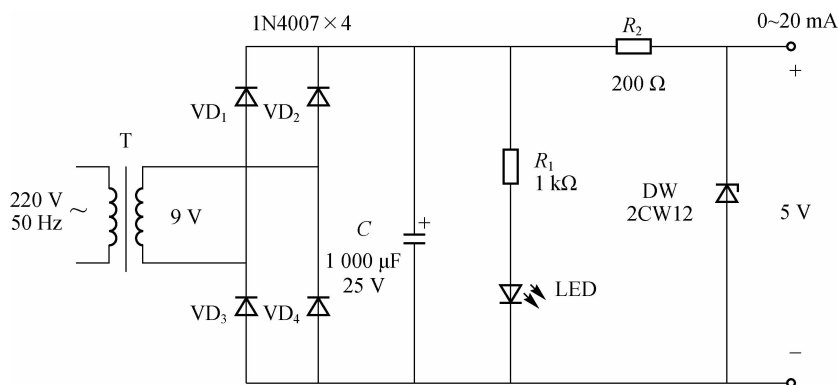 1N4007×4
0~20 mA
R₂
+
200 Ω
VD₁
VD₂
T
R₁
1 kΩ
220 V
50 Hz
~
9 V
DW
2CW12
5 V
C
+
1 000 μF
25 V
LED
VD₃
VD₄
−